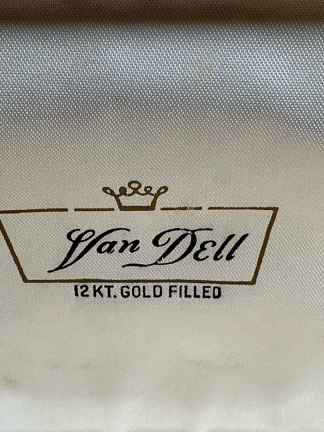 Van Dell
12 KT. GOLD FILLED